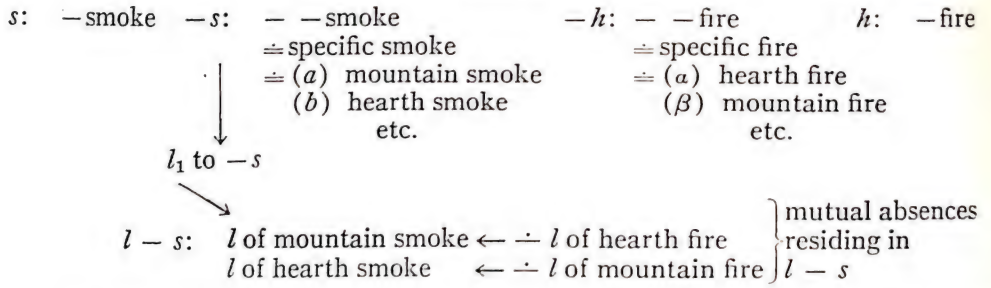 s: −smoke −s: − −smoke −h: − −fire h: −fire
≐ specific smoke ≐ specific fire
≐ (a) mountain smoke ≐ (α) hearth fire
(b) hearth smoke (β) mountain fire
etc. etc.
l₁ to −s
mutual absences
l − s: l of mountain smoke ← ∸ l of hearth fire residing in
l of hearth smoke ← ∸ l of mountain fire l − s